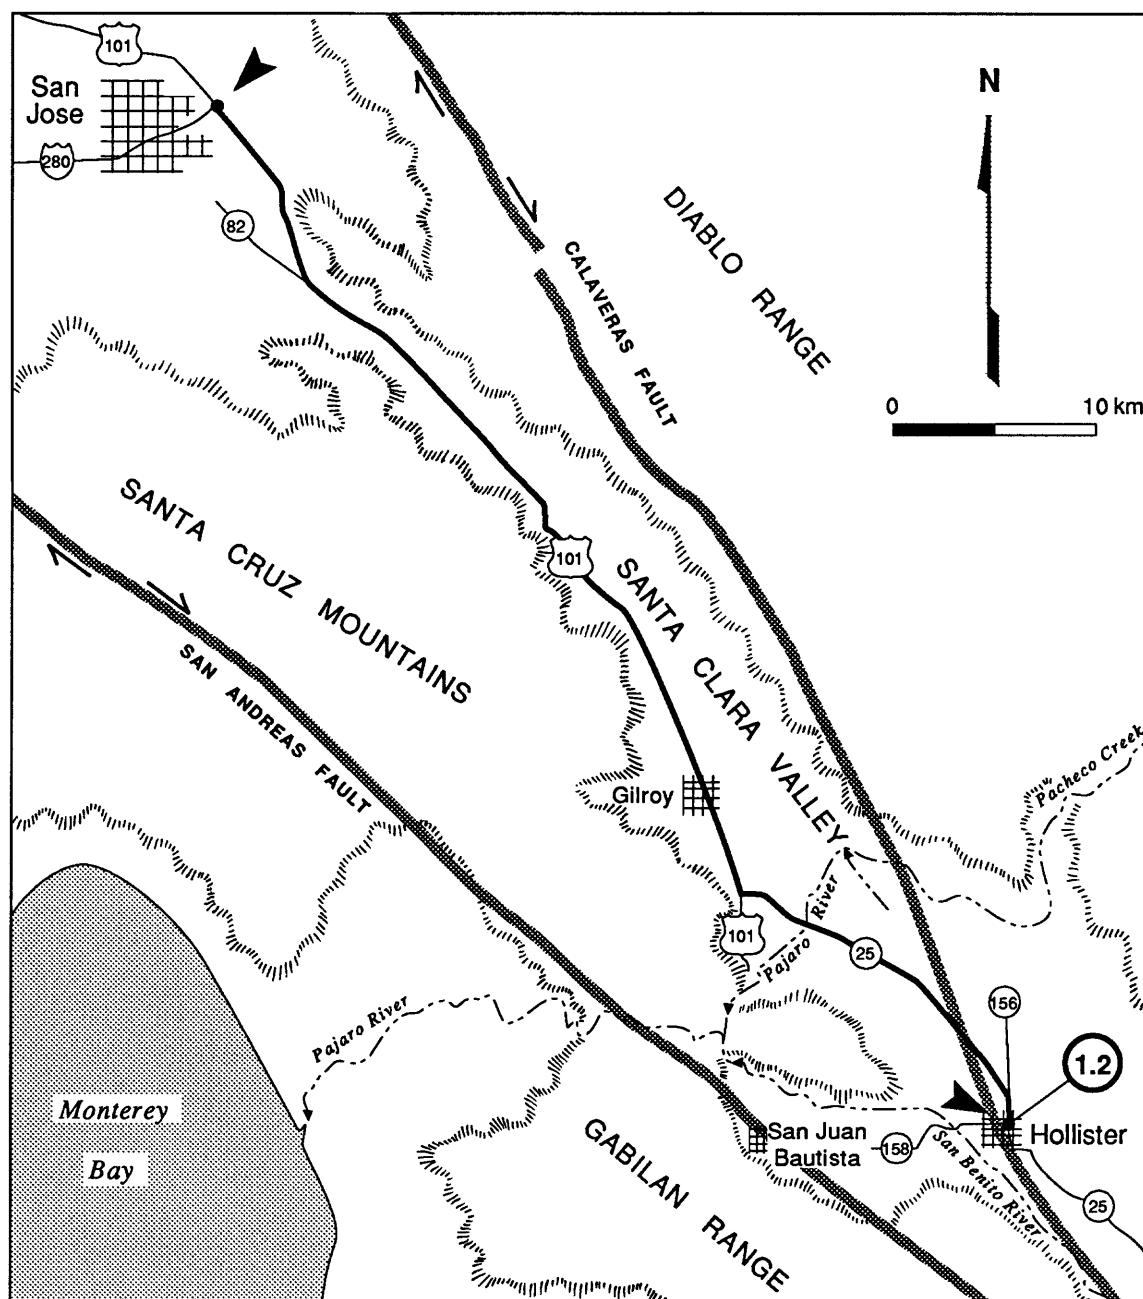 101
San
Jose
280
82
N
DIABLO RANGE
CALAVERAS FAULT
0 10 km
SANTA CRUZ MOUNTAINS
101
SANTA CLARA VALLEY
SAN ANDREAS FAULT
Gilroy
Pacheco Creek
101
Pajaro River
25
156
Pajaro River
1.2
Monterey
Bay
San Juan
Bautista
158
Hollister
San Benito River
25
GABILAN RANGE